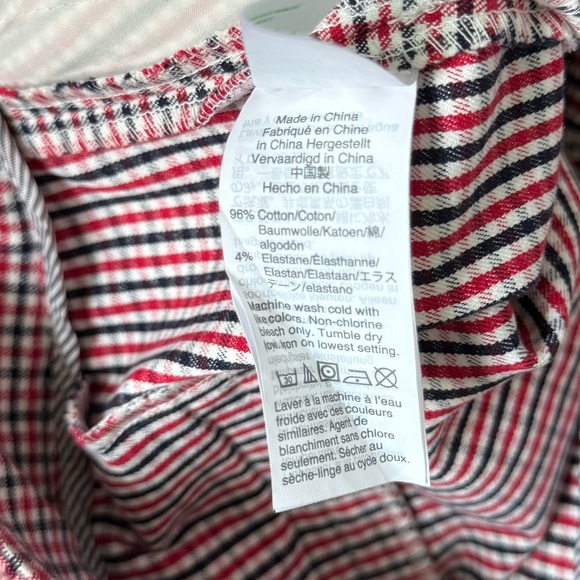 Made in China
Fabriqué en Chine
in China Hergestellt
Vervaardigd in China
中国製
Hecho en China
96% Cotton/Coton/
Baumwolle/Katoen/綿/
algodón
4% Elastane/Élasthanne/
Elastan/Elastaan/エラス
テーン/elastano
Machine wash cold with
like colors. Non-chlorine
bleach only. Tumble dry
low. Iron on lowest setting.
30
Laver à la machine à l'eau
froide avec des couleurs
similaires. Agent de
blanchiment sans chlore
seulement. Sécher au
sèche-linge au cycle doux.